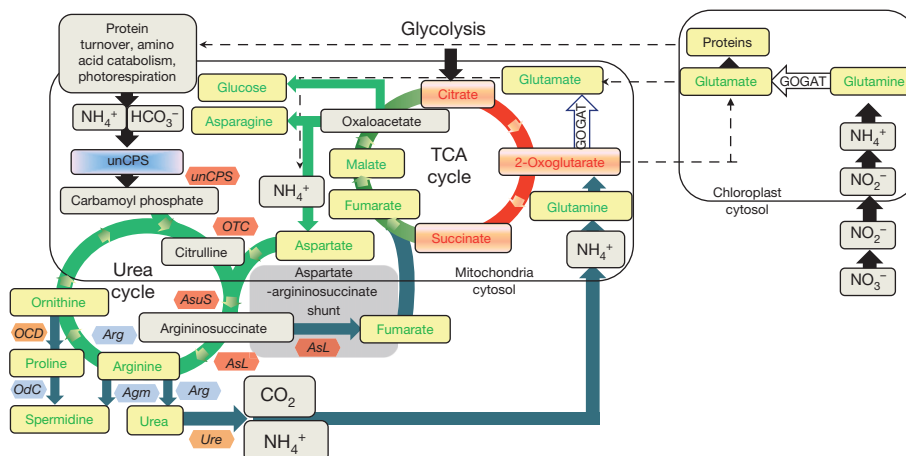 Protein
turnover, amino
acid catabolism,
photorespiration
Glycolysis
Proteins
Glutamate
GOGAT
Glutamine
NH₄⁺
NO₂⁻
Chloroplast
cytosol
NO₂⁻
NO₃⁻
Glucose
Asparagine
Citrate
Glutamate
Oxaloacetate
GOGAT
NH₄⁺ HCO₃⁻
unCPS
unCPS
Carbamoyl phosphate
TCA
cycle
Malate
2-Oxoglutarate
NH₄⁺
Fumarate
Glutamine
Succinate
NH₄⁺
OTC
Citrulline
Aspartate
Mitochondria
cytosol
Urea
cycle
Aspartate
-argininosuccinate
shunt
Ornithine
AsuS
Argininosuccinate
Fumarate
OCD
Arg
AsL
AsL
Proline
Arginine
OdC
Agm
Arg
Spermidine
Urea
Ure
CO₂
NH₄⁺